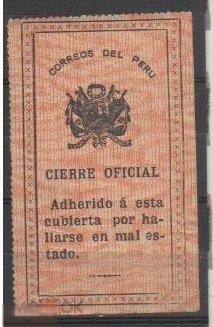 CORREOS DEL PERU
CIERRE OFICIAL
Adherido á esta
cubierta por ha-
llarse en mal es-
tado.